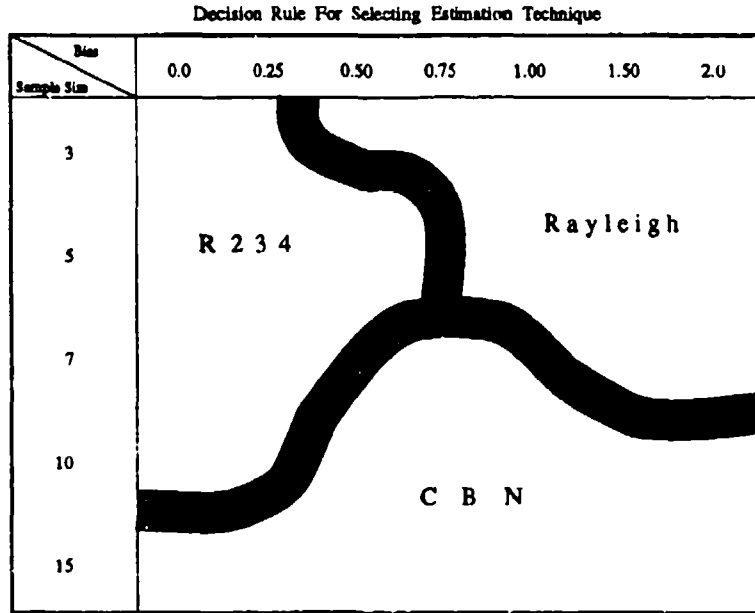 Decision Rule For Selecting Estimation Technique
Bias
Sample Size
0.0 0.25 0.50 0.75 1.00 1.50 2.0
3
Rayleigh
R 2 3 4
5
7
10
C B N
15